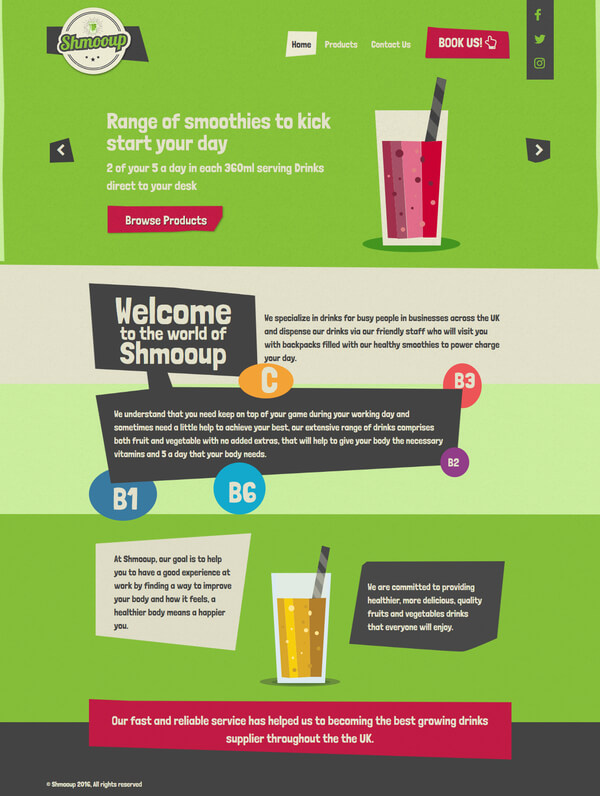 Shmooup
Home Products Contact Us BOOK US!
Range of smoothies to kick
start your day
2 of your 5 a day in each 360ml serving Drinks
direct to your desk
Browse Products
Welcome
to the world of
Shmooup
We specialize in drinks for busy people in businesses across the UK
and dispense our drinks via our friendly staff who will visit you
with backpacks filled with our healthy smoothies to power charge
your day.
C
B3
We understand that you need keep on top of your game during your working day and
sometimes need a little help to achieve your best, our extensive range of drinks comprises
both fruit and vegetable with no added extras, that will help to give your body the necessary
vitamins and 5 a day that your body needs.
B2
B1
B6
At Shmooup, our goal is to help
you to have a good experience at
work by finding a way to improve
your body and how it feels, a
healthier body means a happier
you.
We are committed to providing
healthier, more delicious, quality
fruits and vegetables drinks
that everyone will enjoy.
Our fast and reliable service has helped us to becoming the best growing drinks
supplier throughout the the UK.
© Shmooup 2016, All rights reserved